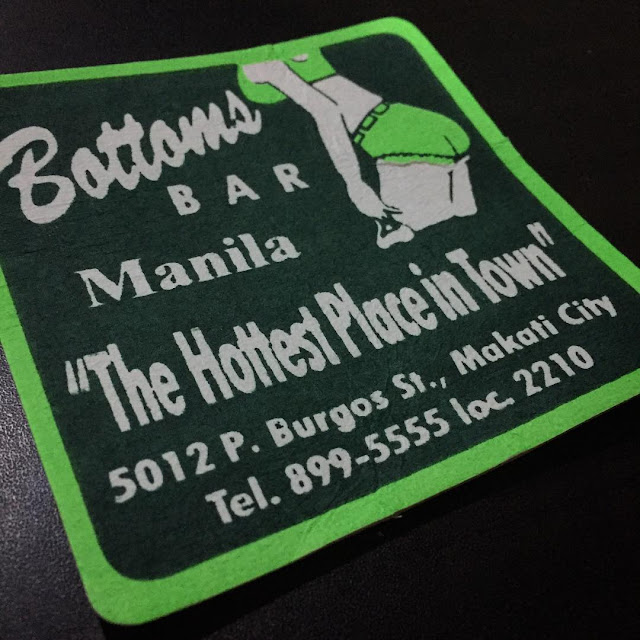 Bottoms
BAR
Manila
"The Hottest Place in Town"
5012 P. Burgos St., Makati City
Tel. 899-5555 loc. 2210